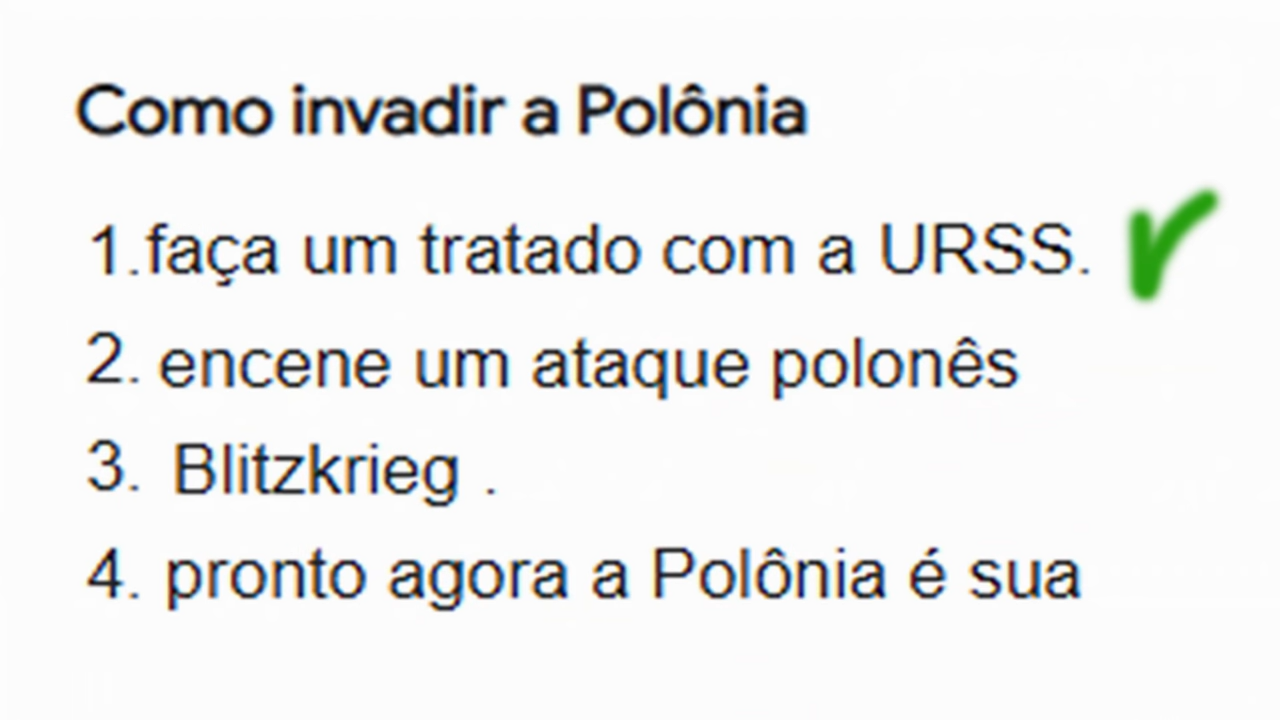 Como invadir a Polônia
1.faça um tratado com a URSS.
2. encene um ataque polonês
3. Blitzkrieg .
4. pronto agora a Polônia é sua